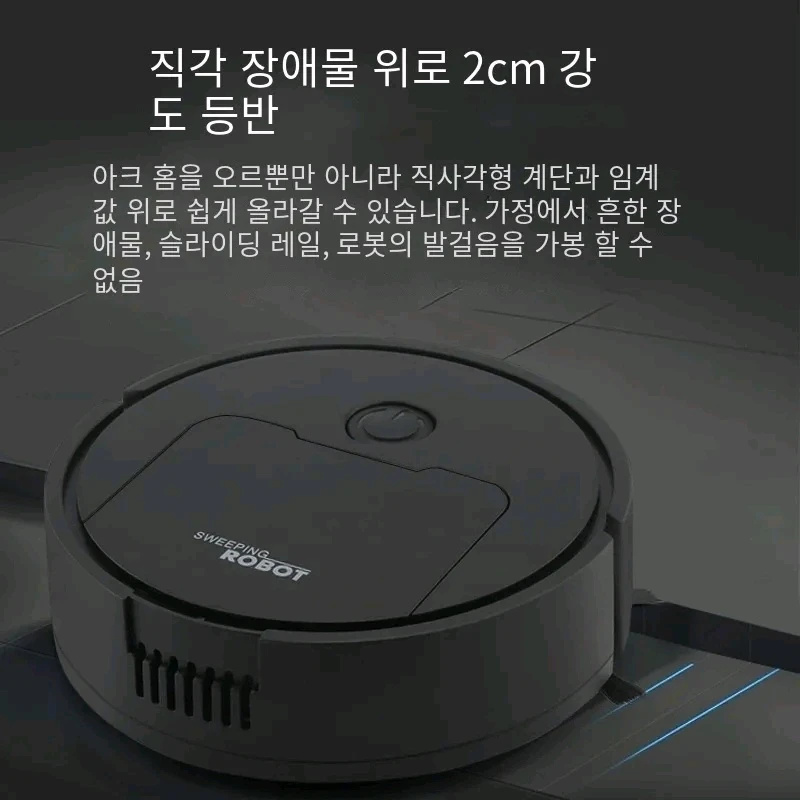 직각 장애물 위로 2cm 강
도 등반
아크 홈을 오르뿐만 아니라 직사각형 계단과 임계
값 위로 쉽게 올라갈 수 있습니다. 가정에서 흔한 장
애물, 슬라이딩 레일, 로봇의 발걸음을 가봉 할 수
없음
SWEEPING
ROBOT